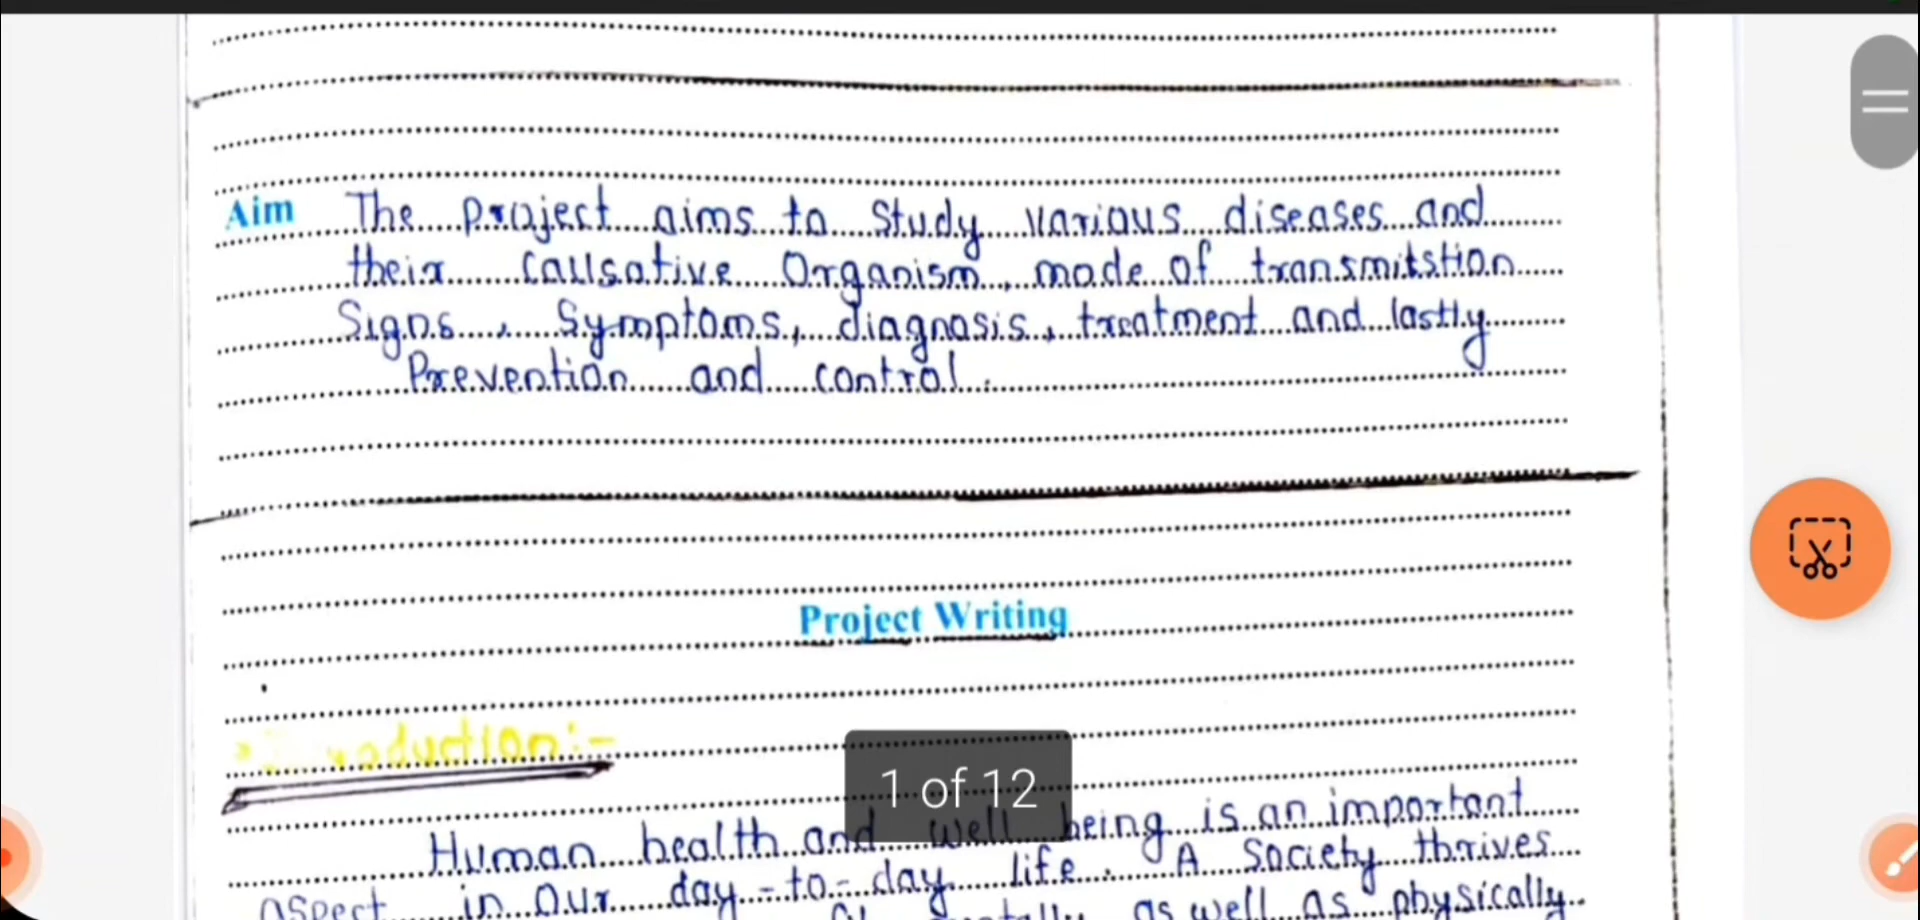 Aim The project aims to study various diseases and
their causative Organism, mode of transmitstion
Signs, Symptoms, diagnosis, treatment and lastly
Prevention and control.
Project Writing
1 of 12
Human health and well being is an important
aspect in our day-to-day life. A Society thrives
as well as physically